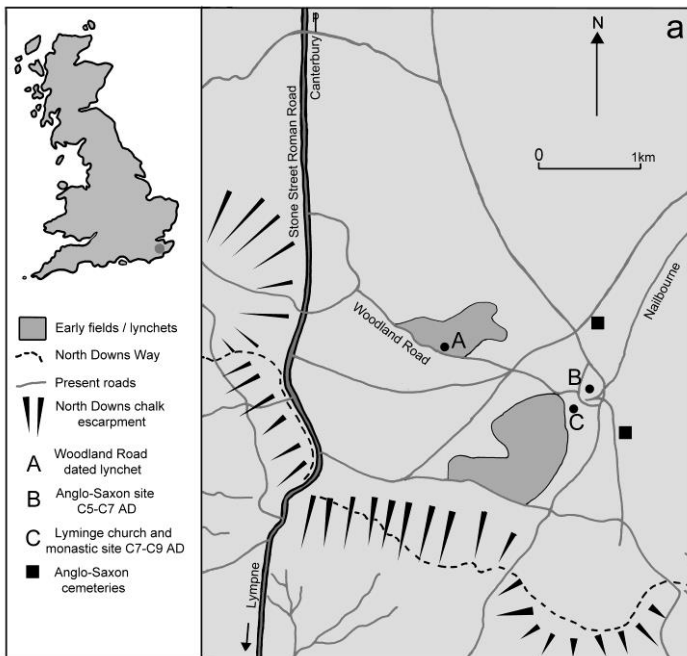 Early fields / lynchets
North Downs Way
Present roads
North Downs chalk
escarpment
A
Woodland Road
dated lynchet
B
Anglo-Saxon site
C5-C7 AD
C
Lyminge church and
monastic site C7-C9 AD
Anglo-Saxon
cemeteries
a
N
0
1km
Canterbury
Stone Street Roman Road
Woodland Road
Nailbourne
A
B
C
Lympne